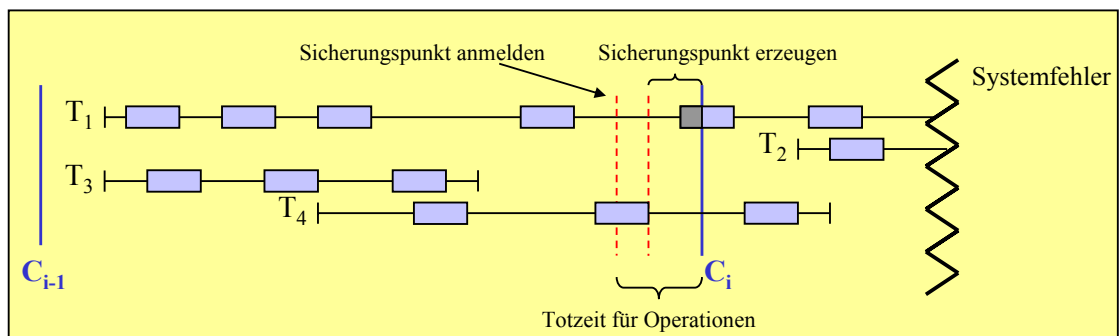 Sicherungspunkt anmelden
Sicherungspunkt erzeugen
Systemfehler
T1
T2
T3
T4
Ci-1
Ci
Totzeit für Operationen